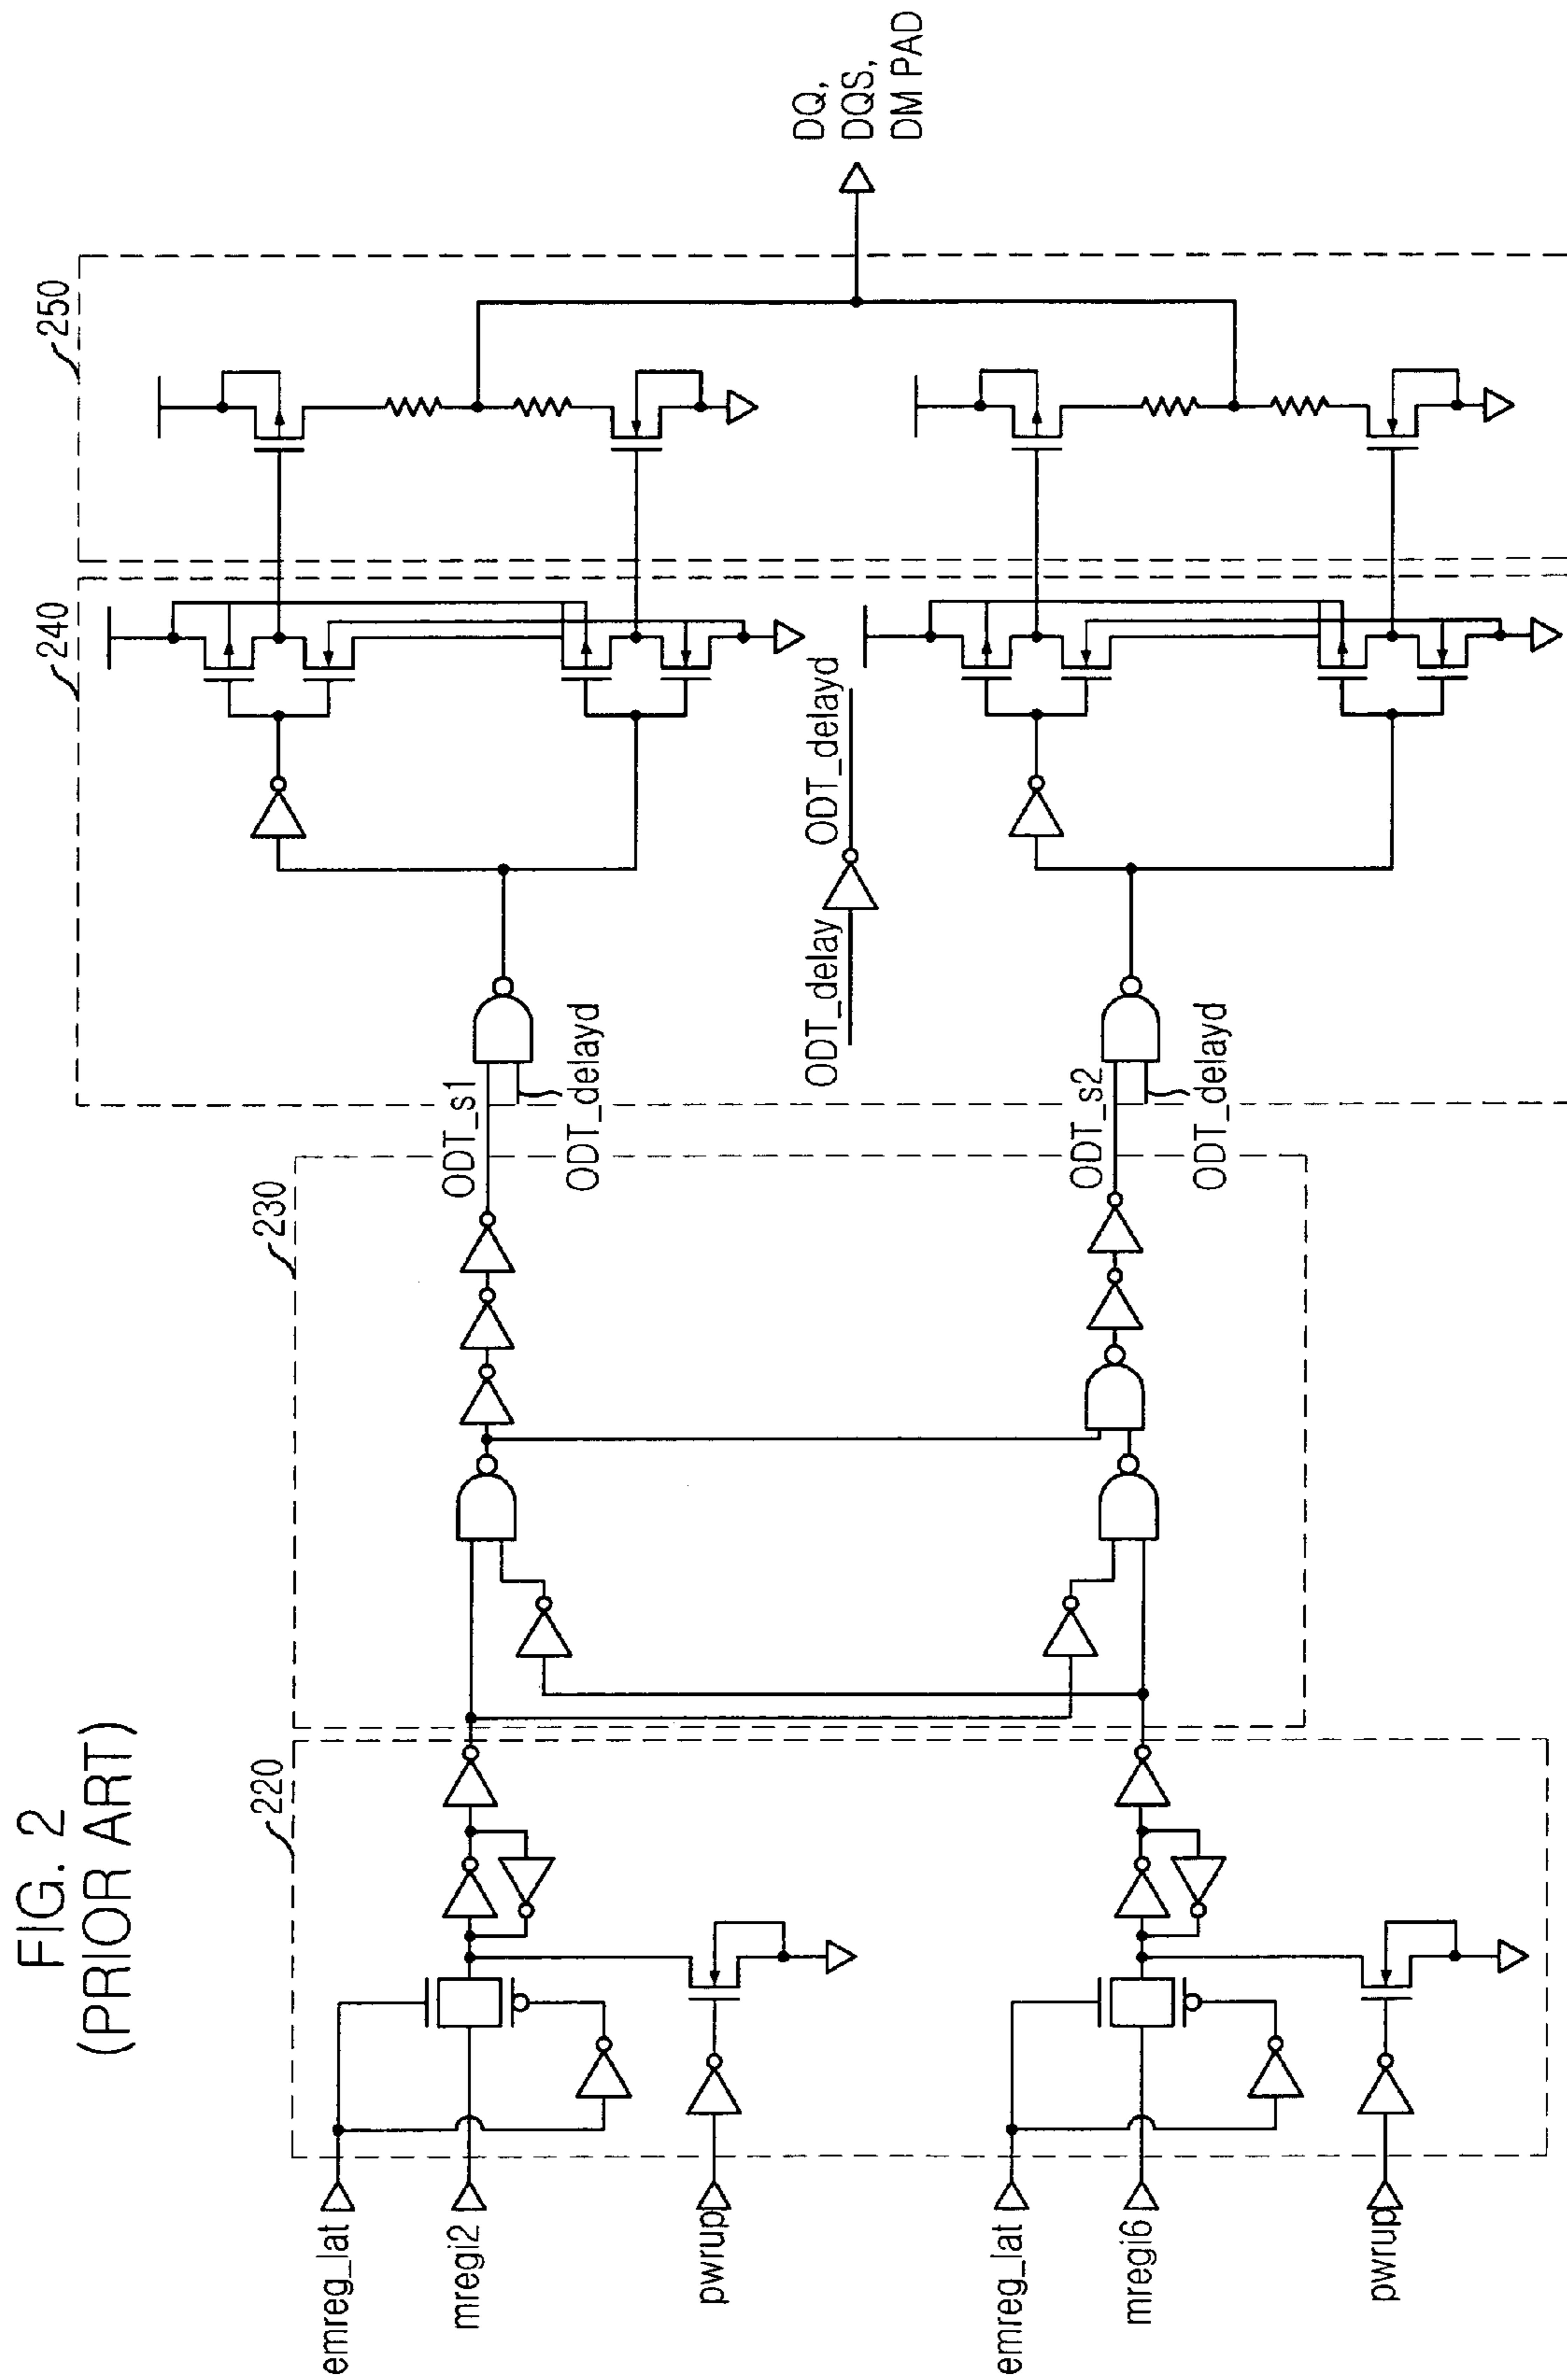 FIG. 2
(PRIOR ART)
220
230
240
250
emreg_lat
mregi2
pwrup
emreg_lat
mregi6
pwrup
ODT_s1
ODT_delayd
ODT_s2
ODT_delayd
ODT_delay
ODT_delayd
DQ,
DQS,
DM PAD